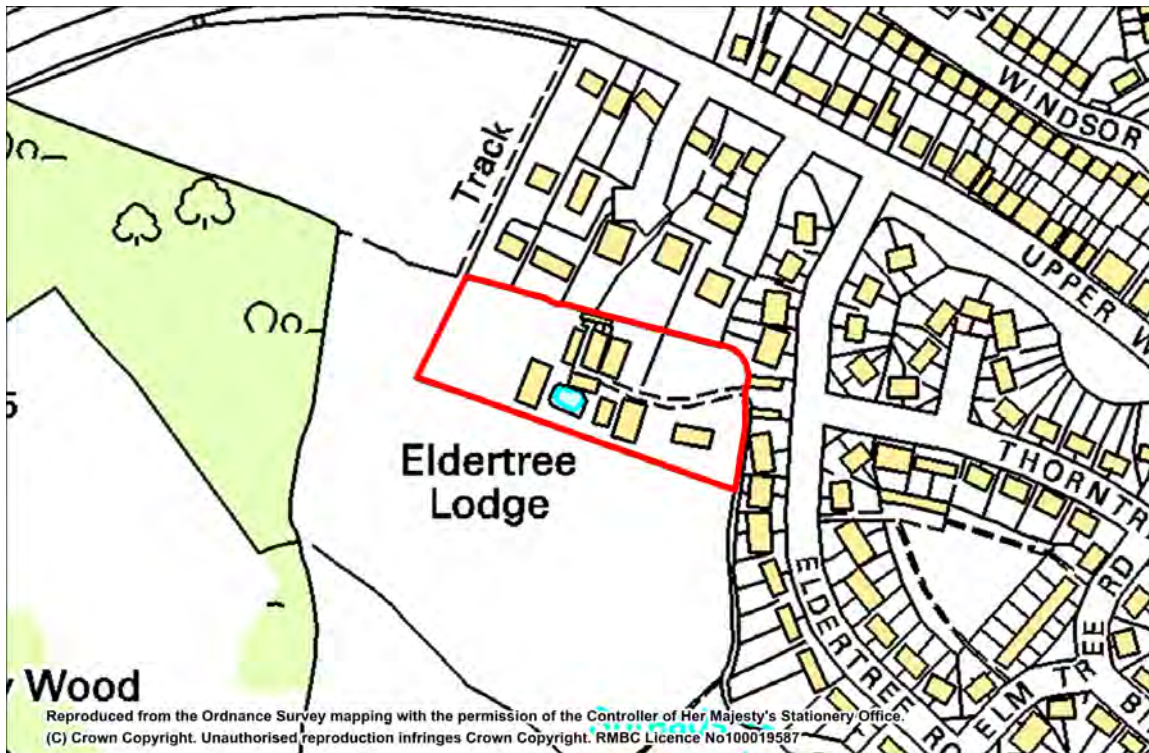 WINDSOR
Track
UPPER W
5
Eldertree
Lodge
THORNTR
ELDERTREE RO
ELM TREE
RD
Wood
Reproduced from the Ordnance Survey mapping with the permission of the Controller of Her Majesty's Stationery Office.
(C) Crown Copyright. Unauthorised reproduction infringes Crown Copyright. RMBC Licence No100019587